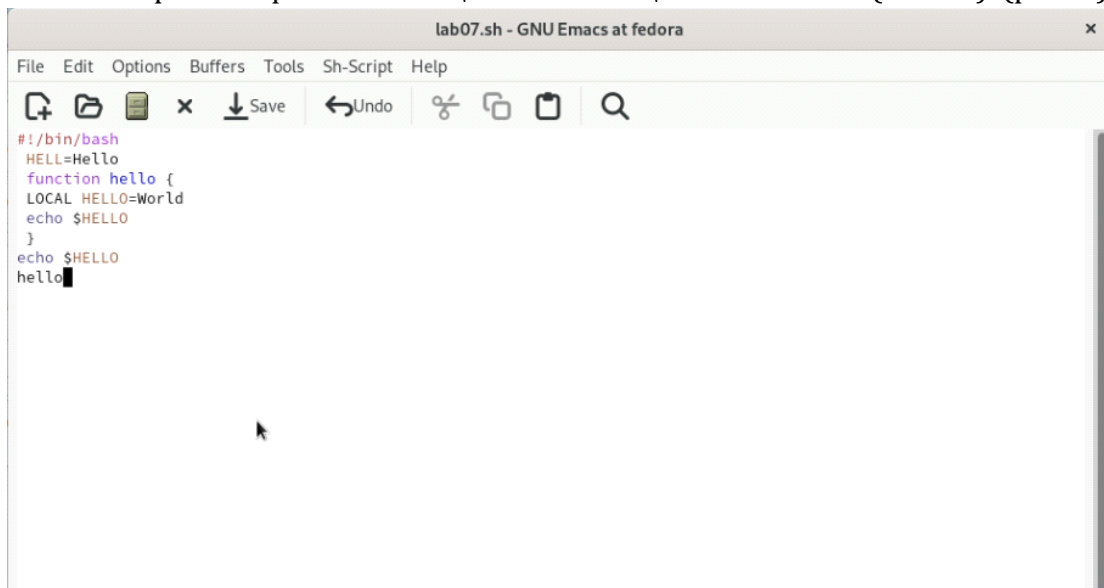 lab07.sh - GNU Emacs at fedora
File Edit Options Buffers Tools Sh-Script Help
Save Undo
#!/bin/bash
HELL=Hello
function hello {
LOCAL HELLO=World
echo $HELLO
}
echo $HELLO
hello